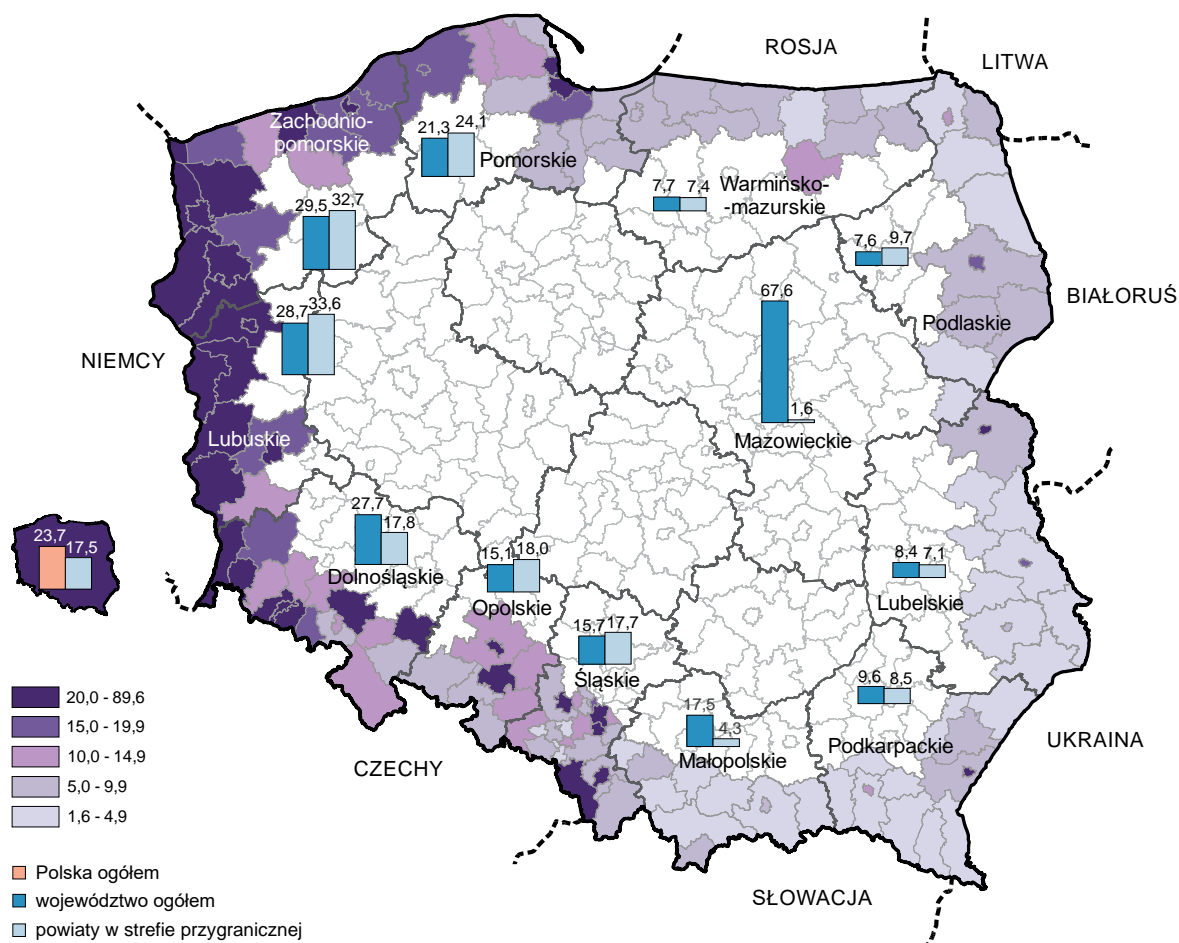 ROSJA
LITWA
Zachodnio-
pomorskie
21,3 24,1
Pomorskie
7,7 7,4
Warmińsko-
-mazurskie
29,5 32,7
7,6 9,7
BIAŁORUŚ
67,6
1,6
Podlaskie
28,7 33,6
NIEMCY
Lubuskie
Mazowieckie
27,7
17,8
Dolnośląskie
23,7
17,5
15,1 18,0
Opolskie
8,4 7,1
Lubelskie
15,7 17,7
Śląskie
9,6 8,5
Podkarpackie
17,5
4,3
Małopolskie
UKRAINA
CZECHY
SŁOWACJA
20,0 - 89,6
15,0 - 19,9
10,0 - 14,9
5,0 - 9,9
1,6 - 4,9
Polska ogółem
województwo ogółem
powiaty w strefie przygranicznej